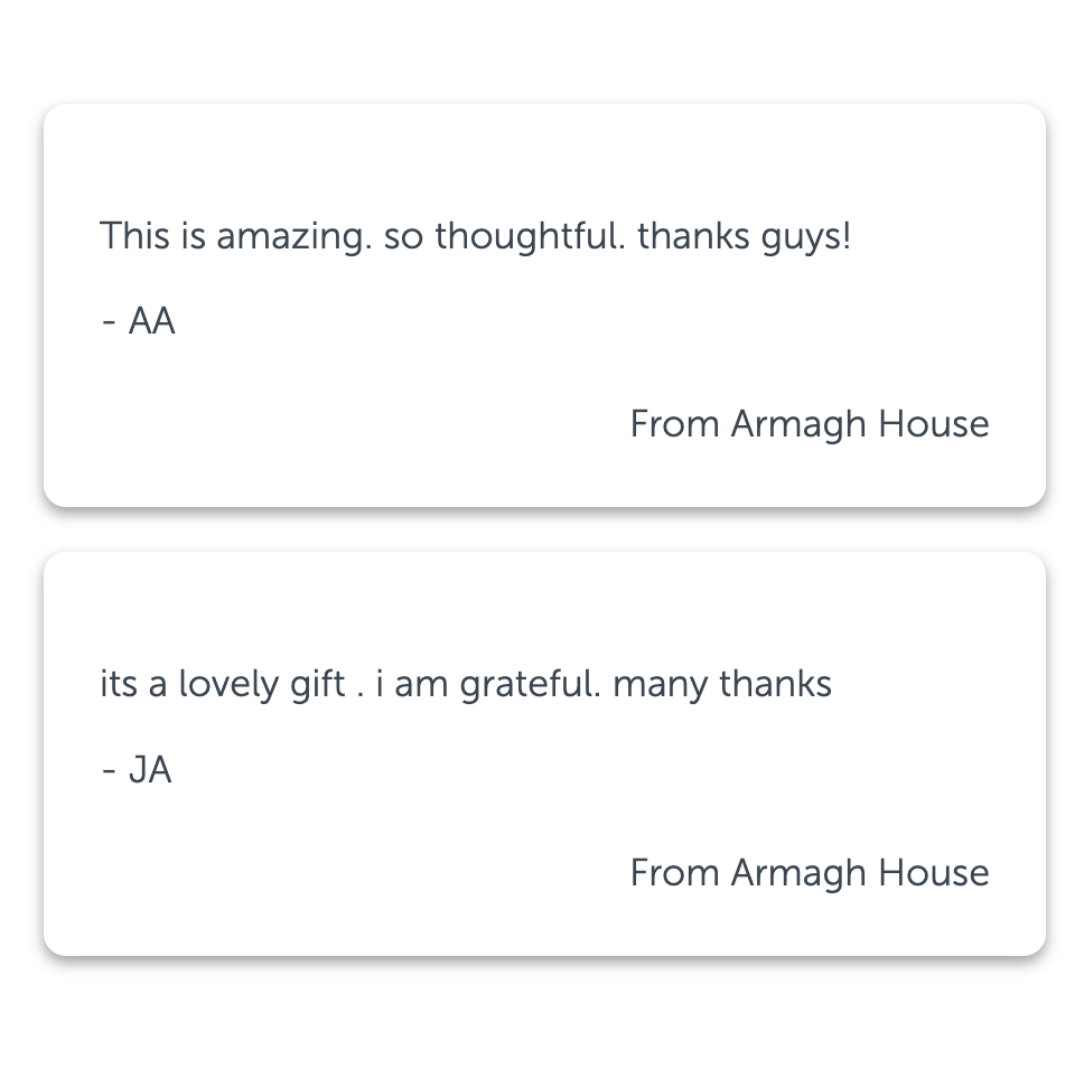 This is amazing. so thoughtful. thanks guys!
- AA
From Armagh House
its a lovely gift . i am grateful. many thanks
- JA
From Armagh House